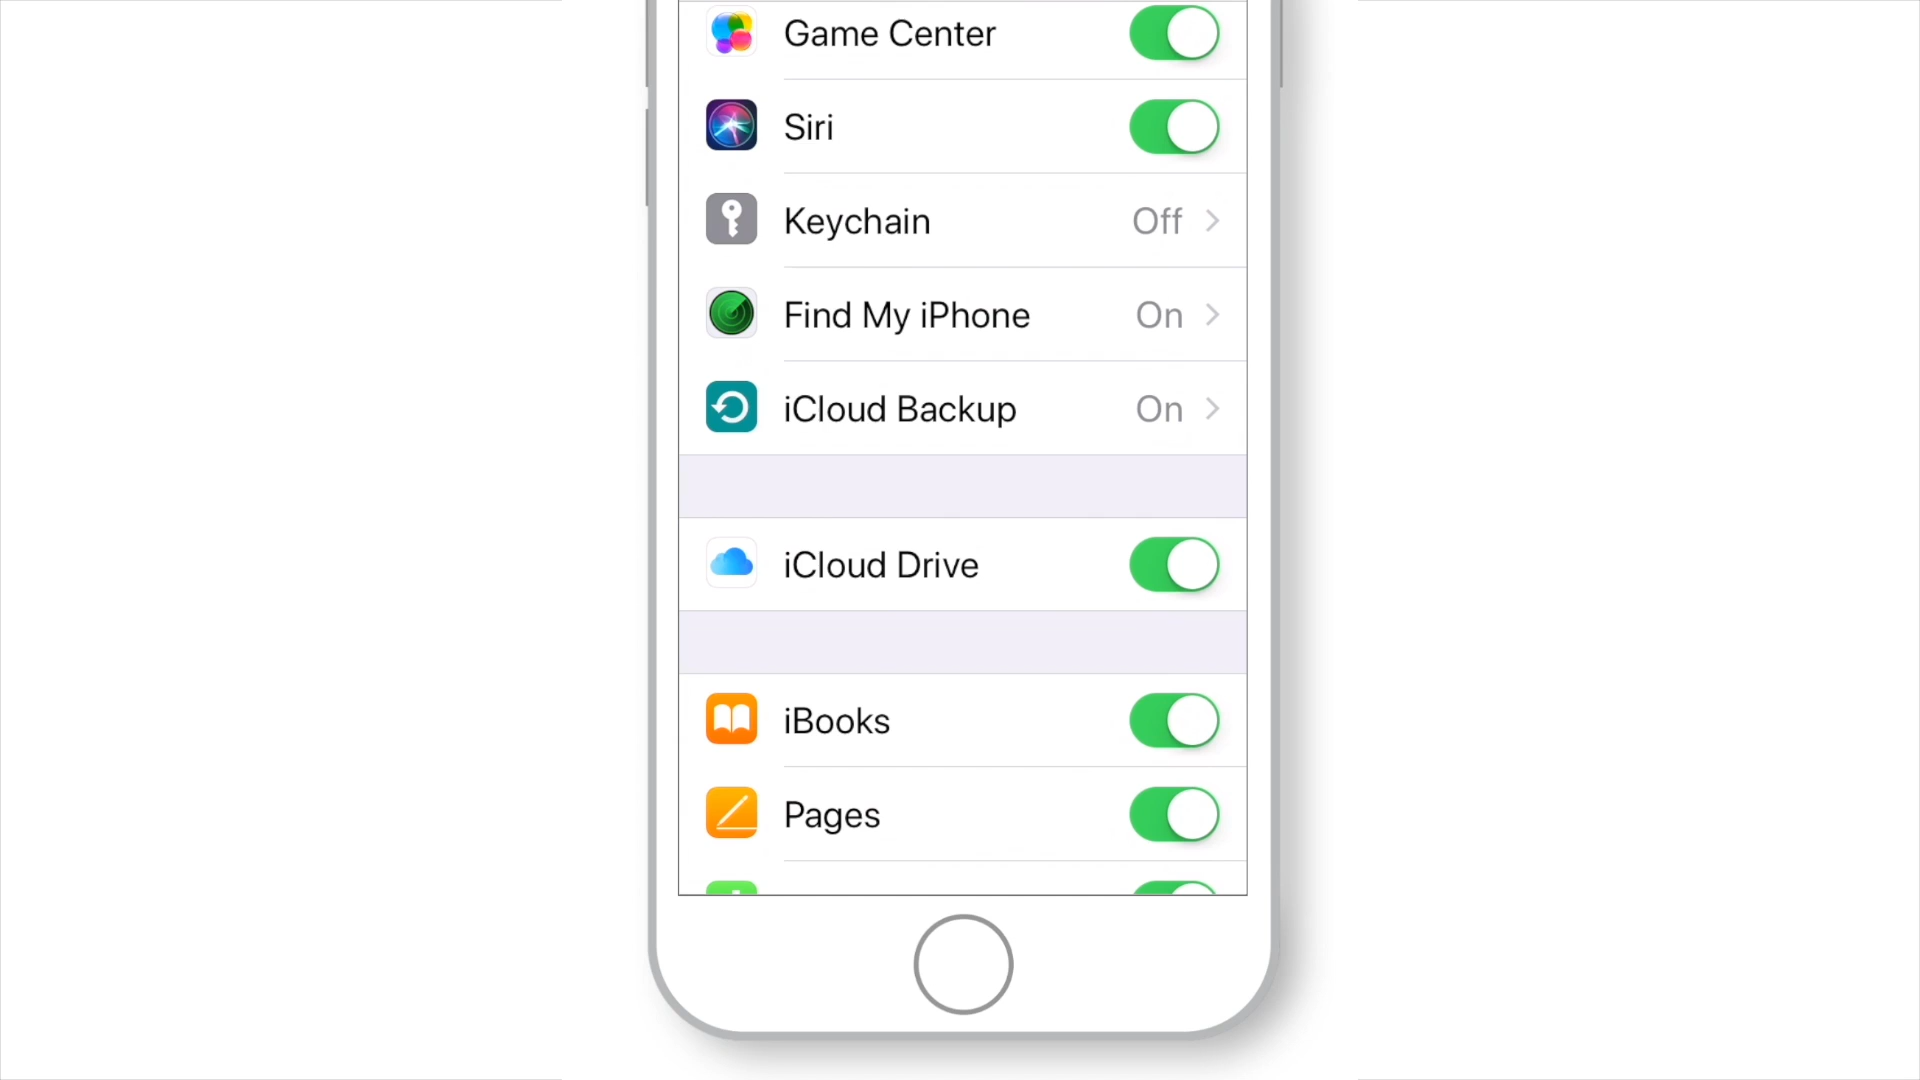 Game Center
Siri
Keychain Off
Find My iPhone On
iCloud Backup On
iCloud Drive
iBooks
Pages